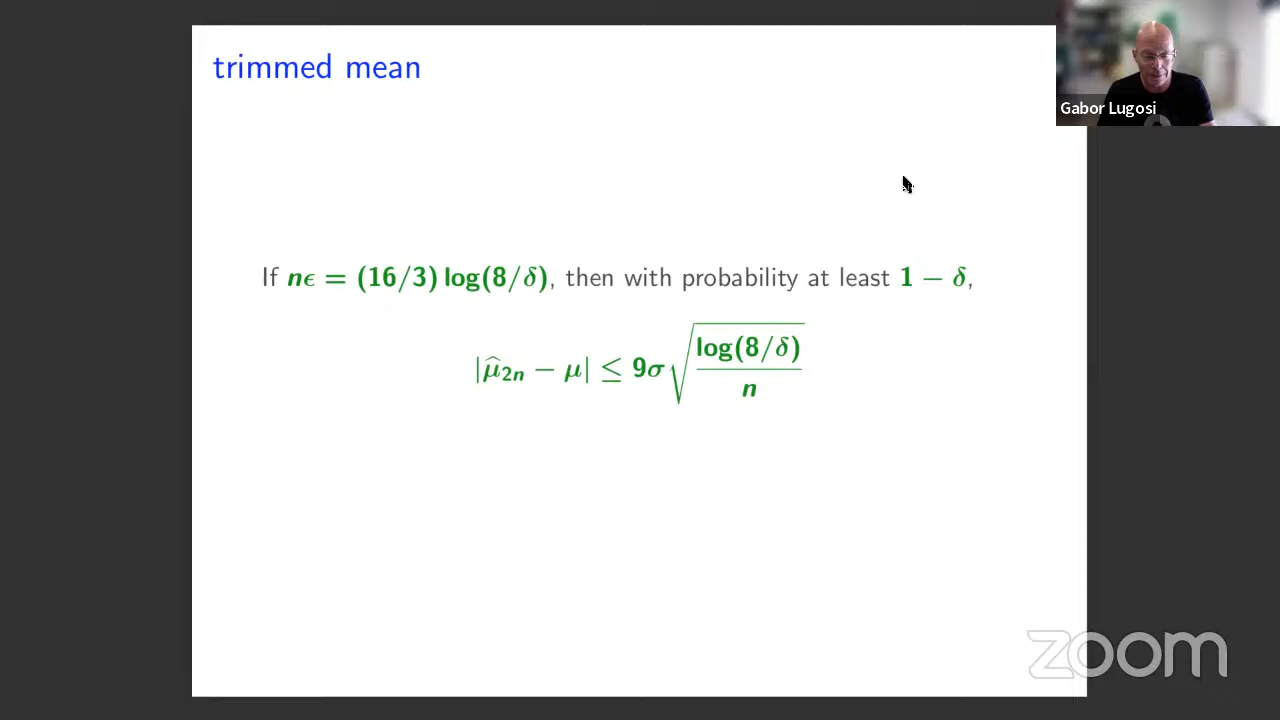 trimmed mean
Gabor Lugosi
If nϵ = (16/3) log(8/δ), then with probability at least 1 − δ,
|μ̂₂ₙ − μ| ≤ 9σ√(log(8/δ)/n)
zoom